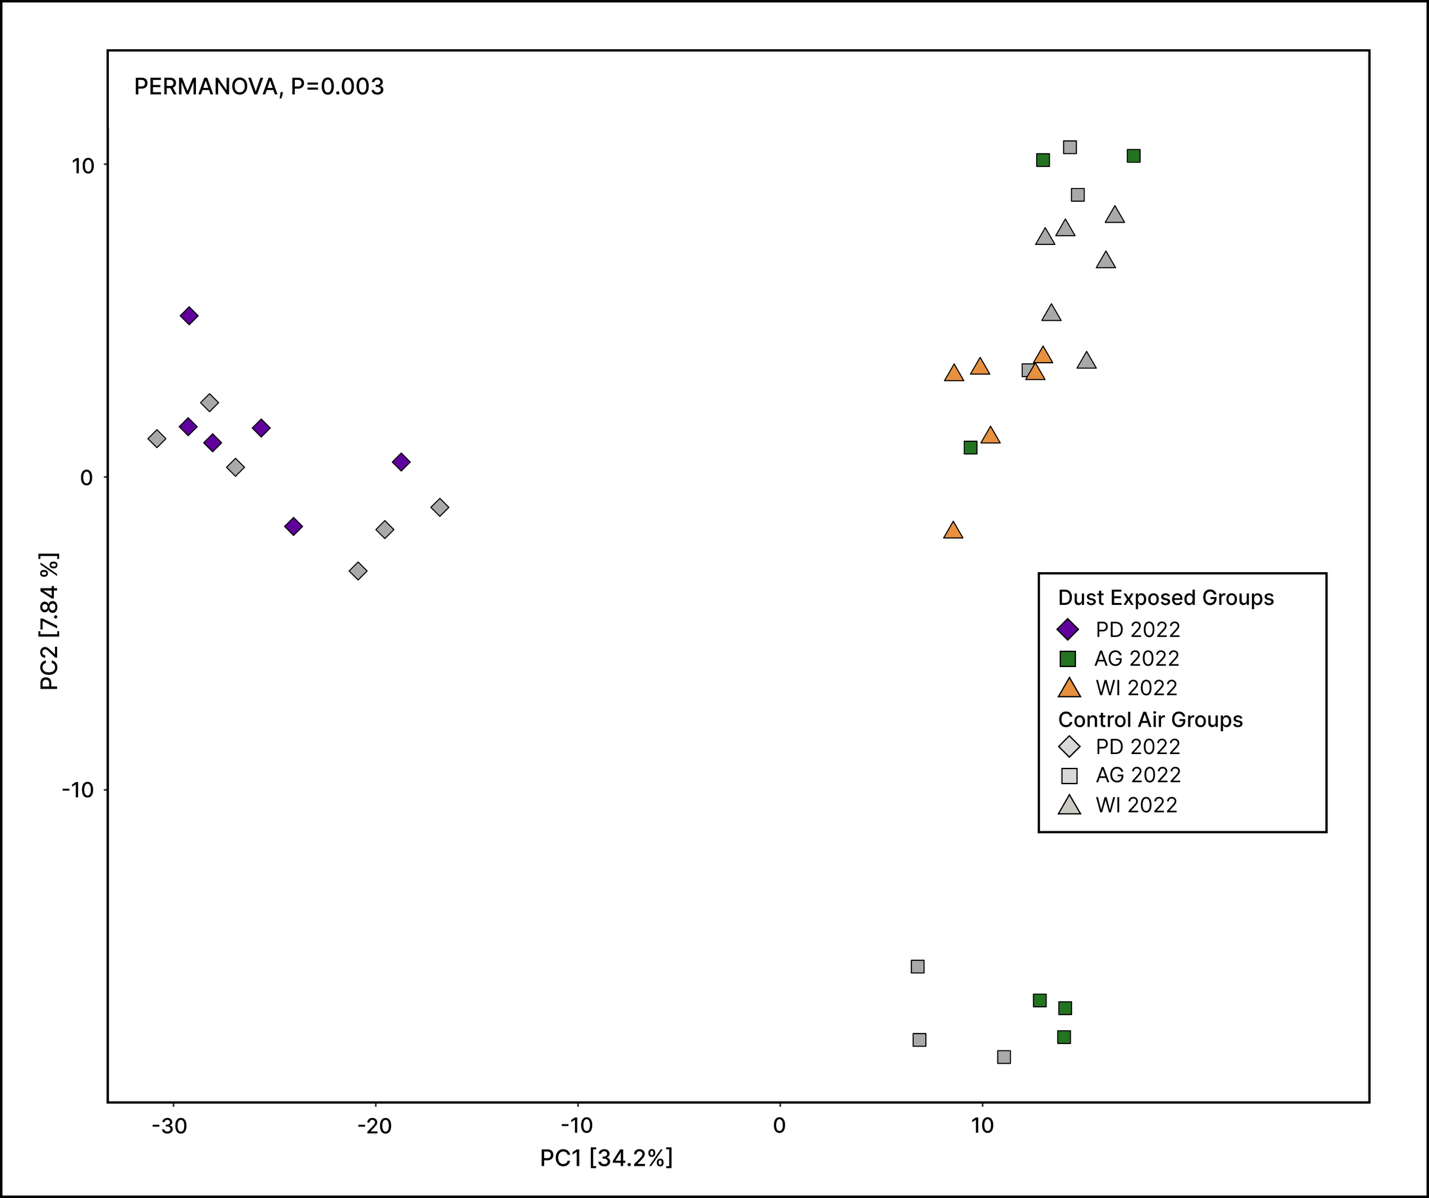 PERMANOVA, P=0.003
10
0
-10
PC2 [7.84 %]
Dust Exposed Groups
PD 2022
AG 2022
WI 2022
Control Air Groups
PD 2022
AG 2022
WI 2022
-30 -20 -10 0 10
PC1 [34.2%]